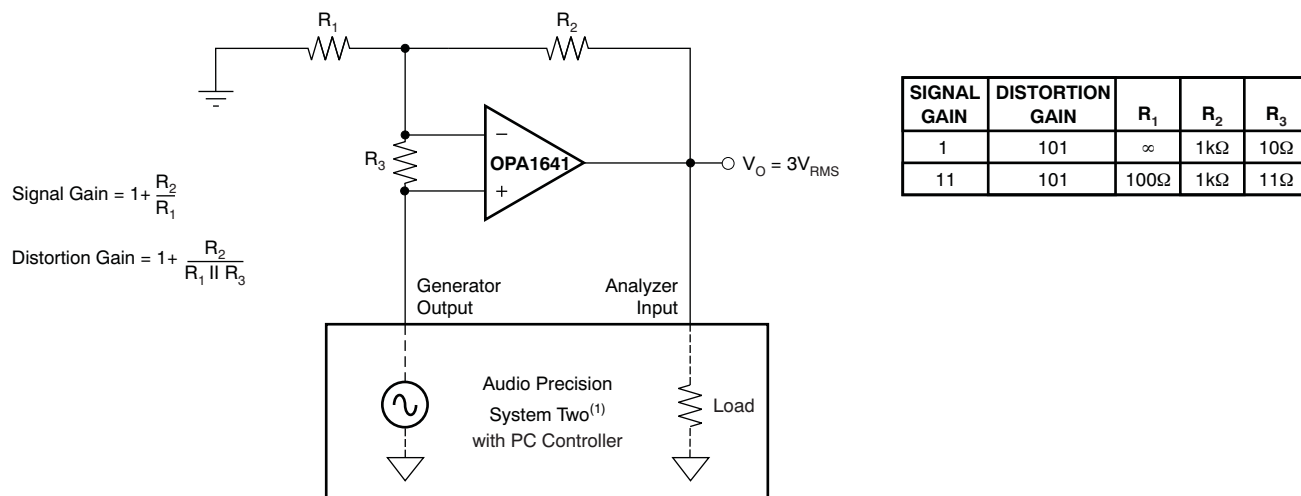 R1
R2
R3
−
OPA1641
+
VO = 3VRMS
Signal Gain = 1+ R2
R1
Distortion Gain = 1+ R2
R1 II R3
Generator
Output
Analyzer
Input
Audio Precision
System Two(1)
with PC Controller
Load
SIGNAL GAIN DISTORTION GAIN R1 R2 R3
1 101 ∞ 1kΩ 10Ω
11 101 100Ω 1kΩ 11Ω